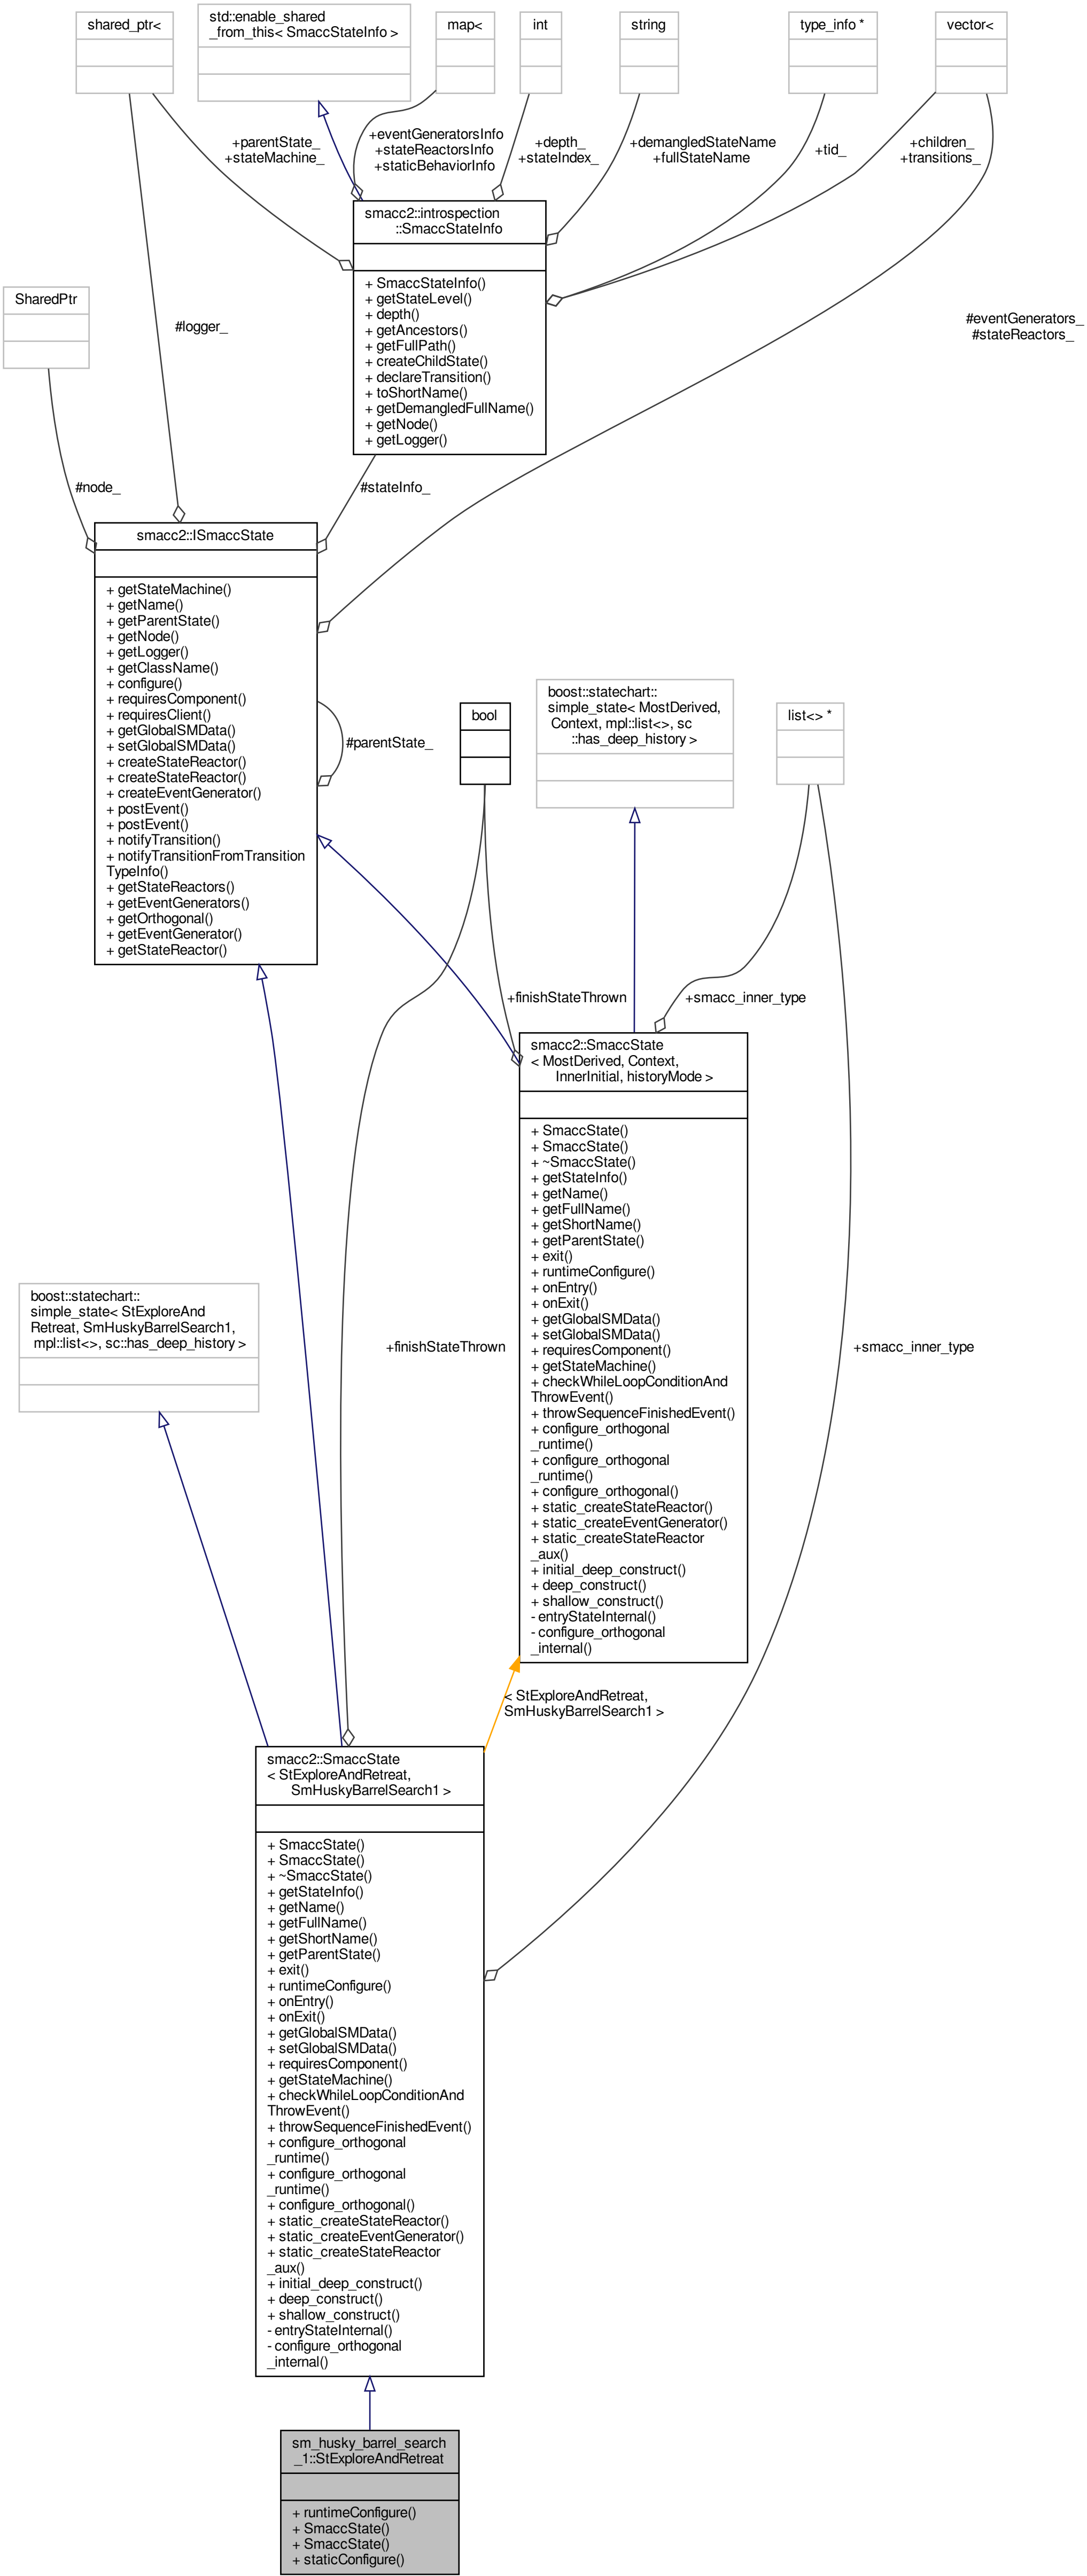 shared_ptr<
std::enable_shared
_from_this< SmaccStateInfo >
map<
int
string
type_info *
vector<
+parentState_
+stateMachine_
+eventGeneratorsInfo
+stateReactorsInfo
+staticBehaviorInfo
+depth_
+stateIndex_
+demangledStateName
+fullStateName
+tid_
+children_
+transitions_
smacc2::introspection
::SmaccStateInfo
+ SmaccStateInfo()
+ getStateLevel()
+ depth()
+ getAncestors()
+ getFullPath()
+ createChildState()
+ declareTransition()
+ toShortName()
+ getDemangledFullName()
+ getNode()
+ getLogger()
SharedPtr
#logger_
#eventGenerators_
#stateReactors_
#node_
#stateInfo_
smacc2::ISmaccState
+ getStateMachine()
+ getName()
+ getParentState()
+ getNode()
+ getLogger()
+ getClassName()
+ configure()
+ requiresComponent()
+ requiresClient()
+ getGlobalSMData()
+ setGlobalSMData()
+ createStateReactor()
+ createStateReactor()
+ createEventGenerator()
+ postEvent()
+ postEvent()
+ notifyTransition()
+ notifyTransitionFromTransition
TypeInfo()
+ getStateReactors()
+ getEventGenerators()
+ getOrthogonal()
+ getEventGenerator()
+ getStateReactor()
#parentState_
bool
boost::statechart::
simple_state< MostDerived,
Context, mpl::list<>, sc
::has_deep_history >
list<> *
+finishStateThrown
+smacc_inner_type
smacc2::SmaccState
< MostDerived, Context,
InnerInitial, historyMode >
+ SmaccState()
+ SmaccState()
+ ~SmaccState()
+ getStateInfo()
+ getName()
+ getFullName()
+ getShortName()
+ getParentState()
+ exit()
+ runtimeConfigure()
+ onEntry()
+ onExit()
+ getGlobalSMData()
+ setGlobalSMData()
+ requiresComponent()
+ getStateMachine()
+ checkWhileLoopConditionAnd
ThrowEvent()
+ throwSequenceFinishedEvent()
+ configure_orthogonal
_runtime()
+ configure_orthogonal
_runtime()
+ configure_orthogonal()
+ static_createStateReactor()
+ static_createEventGenerator()
+ static_createStateReactor
_aux()
+ initial_deep_construct()
+ deep_construct()
+ shallow_construct()
- entryStateInternal()
- configure_orthogonal
_internal()
boost::statechart::
simple_state< StExploreAnd
Retreat, SmHuskyBarrelSearch1,
mpl::list<>, sc::has_deep_history >
+finishStateThrown
+smacc_inner_type
< StExploreAndRetreat,
SmHuskyBarrelSearch1 >
smacc2::SmaccState
< StExploreAndRetreat,
SmHuskyBarrelSearch1 >
+ SmaccState()
+ SmaccState()
+ ~SmaccState()
+ getStateInfo()
+ getName()
+ getFullName()
+ getShortName()
+ getParentState()
+ exit()
+ runtimeConfigure()
+ onEntry()
+ onExit()
+ getGlobalSMData()
+ setGlobalSMData()
+ requiresComponent()
+ getStateMachine()
+ checkWhileLoopConditionAnd
ThrowEvent()
+ throwSequenceFinishedEvent()
+ configure_orthogonal
_runtime()
+ configure_orthogonal
_runtime()
+ configure_orthogonal()
+ static_createStateReactor()
+ static_createEventGenerator()
+ static_createStateReactor
_aux()
+ initial_deep_construct()
+ deep_construct()
+ shallow_construct()
- entryStateInternal()
- configure_orthogonal
_internal()
sm_husky_barrel_search
_1::StExploreAndRetreat
+ runtimeConfigure()
+ SmaccState()
+ SmaccState()
+ staticConfigure()